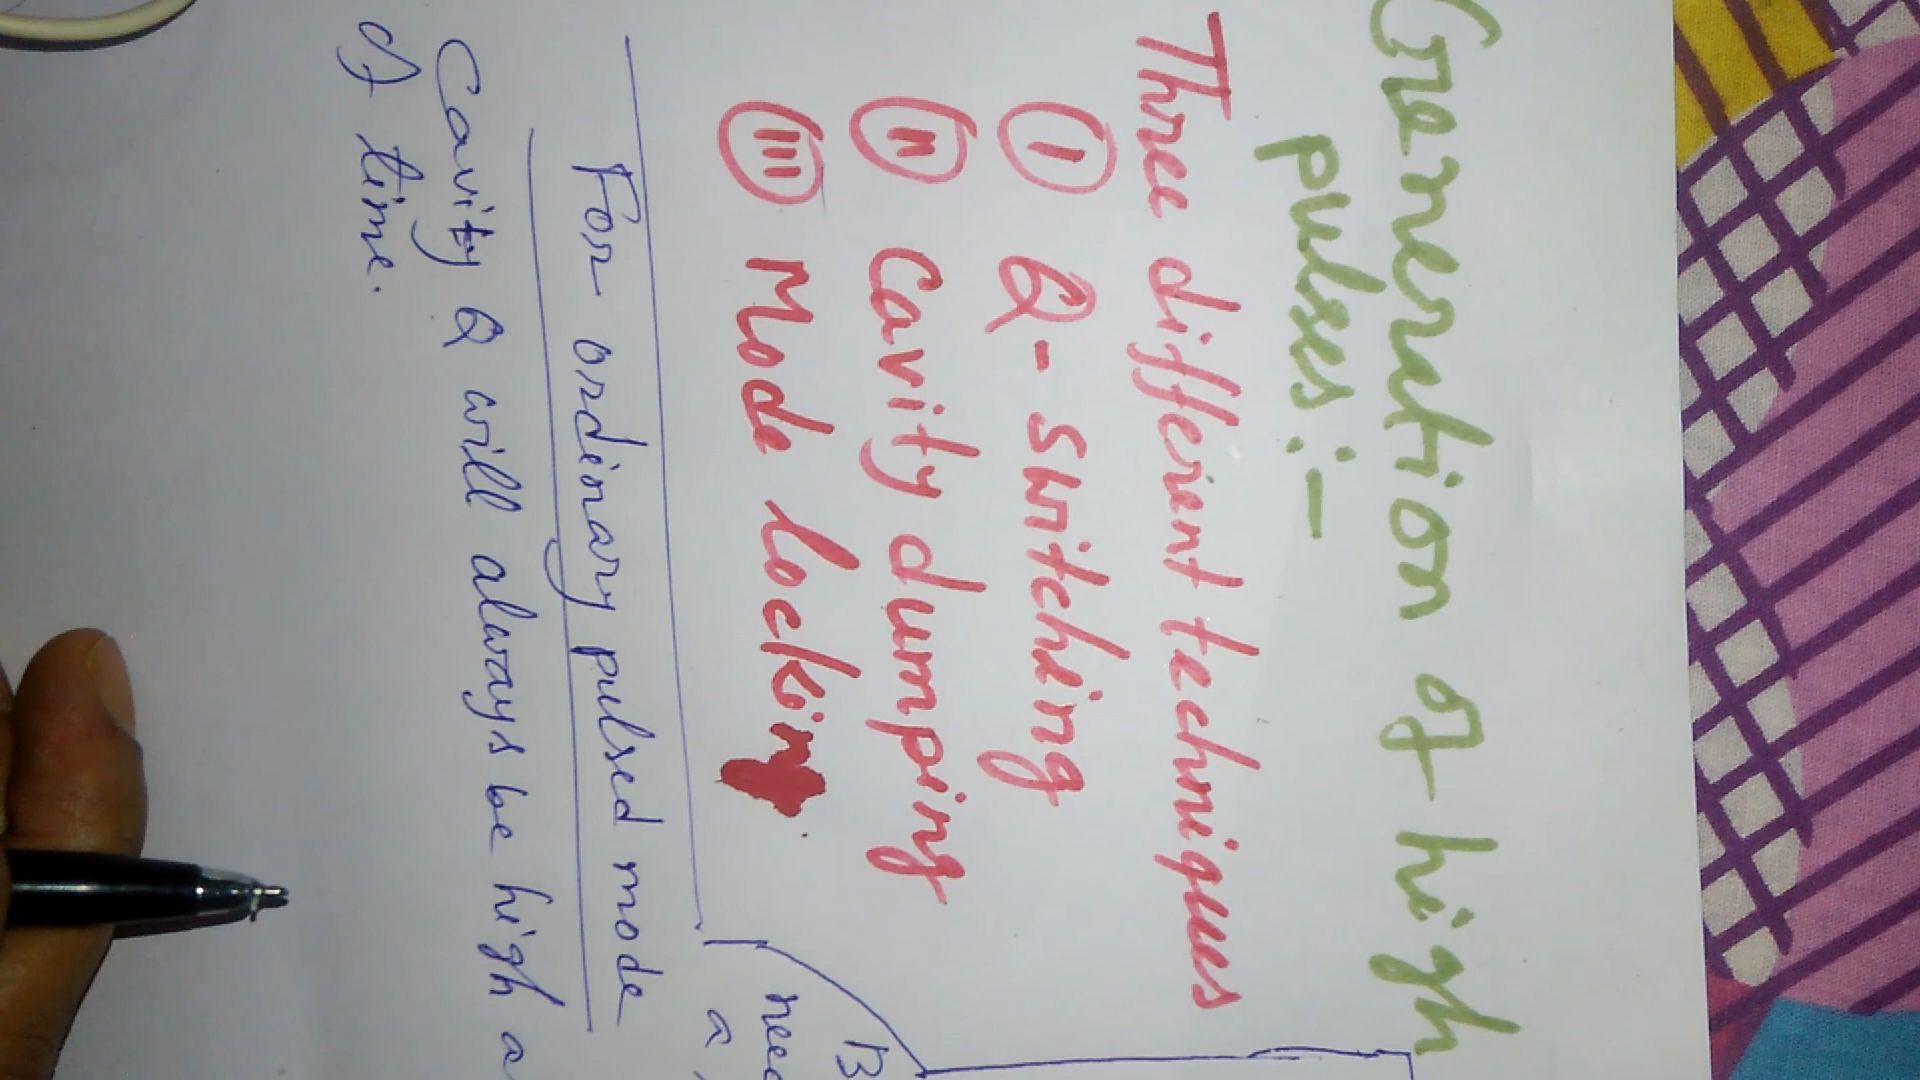 Generation of high
pulses:-
Three different techniques
(I) Q-switching
(II) Cavity dumping
(III) Mode locking
For ordinary pulsed mode
Cavity Q will always be high a
of time.
B
need
a